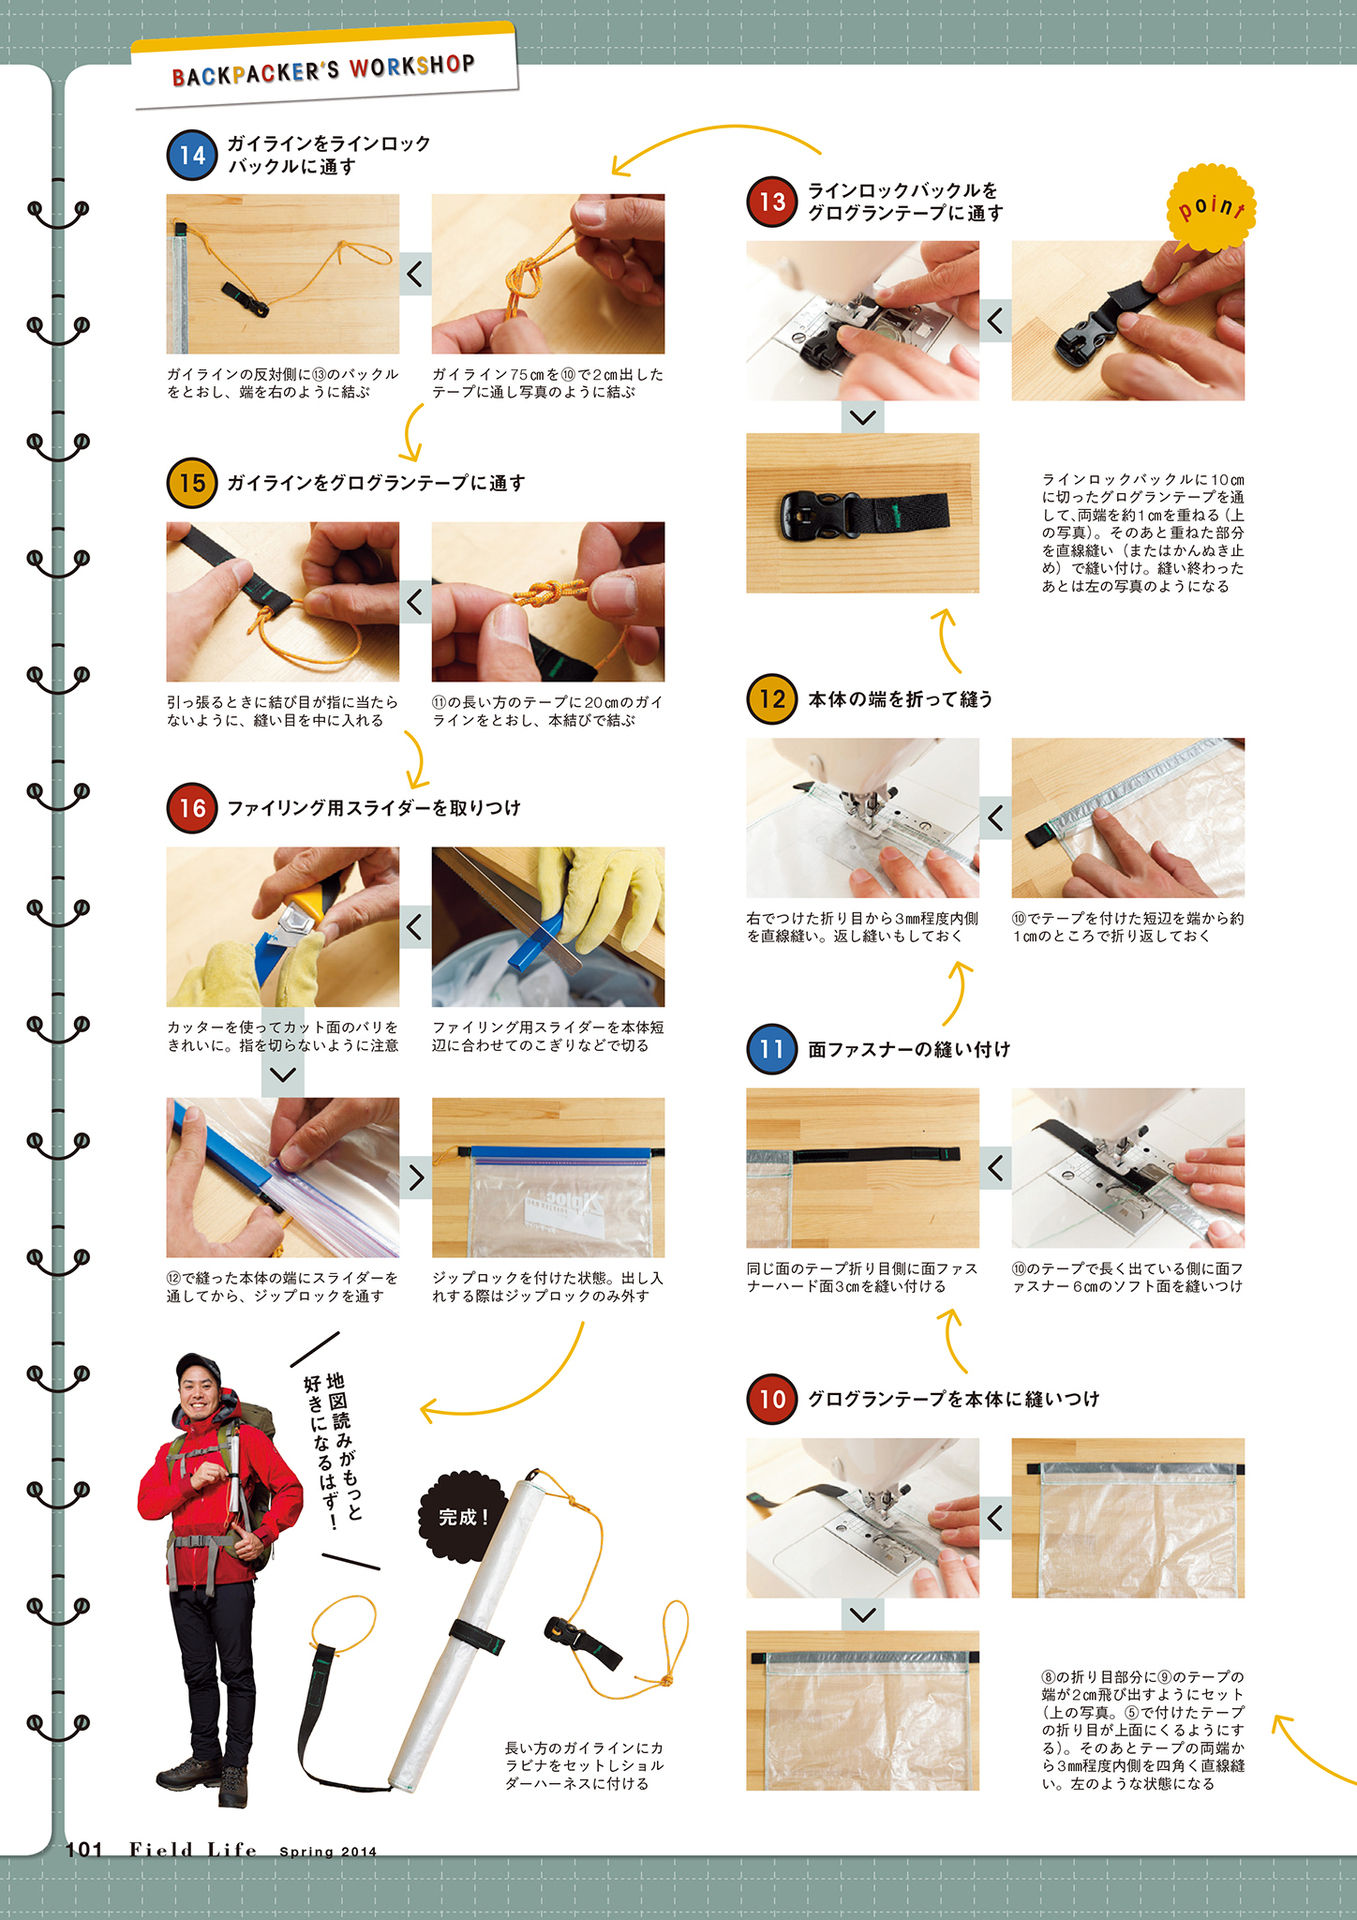 BACKPACKER'S WORKSHOP
10
グログランテープを本体に縫いつけ
⑧の折り目部分に⑨のテープの
端が2㎝飛び出すようにセット
(上の写真。⑤で付けたテープ
の折り目が上面にくるようにす
る)。そのあとテープの両端か
ら3㎜程度内側を四角く直線縫
い。左のような状態になる
11
面ファスナーの縫い付け
⑩のテープで長く出ている側に面フ
ァスナー6㎝のソフト面を縫いつけ
同じ面のテープ折り目側に面ファス
ナーハード面3㎝を縫い付ける
12
本体の端を折って縫う
⑩でテープを付けた短辺を端から約
1㎝のところで折り返しておく
右でつけた折り目から3㎜程度内側
を直線縫い。返し縫いもしておく
13
ラインロックバックルを
グログランテープに通す
point
ラインロックバックルに10㎝
に切ったグログランテープを通
して、両端を約1㎝を重ねる(上
の写真)。そのあと重ねた部分
を直線縫い(またはかんぬき止
め)で縫い付け。縫い終わった
あとは左の写真のようになる
14
ガイラインをラインロック
バックルに通す
ガイライン75㎝を⑩で2㎝出した
テープに通し写真のように結ぶ
ガイラインの反対側に⑬のバックル
をとおし、端を右のように結ぶ
15
ガイラインをグログランテープに通す
⑪の長い方のテープに20㎝のガイ
ラインをとおし、本結びで結ぶ
引っ張るときに結び目が指に当たら
ないように、縫い目を中に入れる
16
ファイリング用スライダーを取りつけ
ファイリング用スライダーを本体短
辺に合わせてのこぎりなどで切る
カッターを使ってカット面のバリを
きれいに。指を切らないように注意
⑫で縫った本体の端にスライダーを
通してから、ジップロックを通す
Ziploc
ジップロックを付けた状態。出し入
れする際はジップロックのみ外す
地図読みがもっと
好きになるはず!
完成!
長い方のガイラインにカ
ラビナをセットしショル
ダーハーネスに付ける
101 Field Life Spring 2014